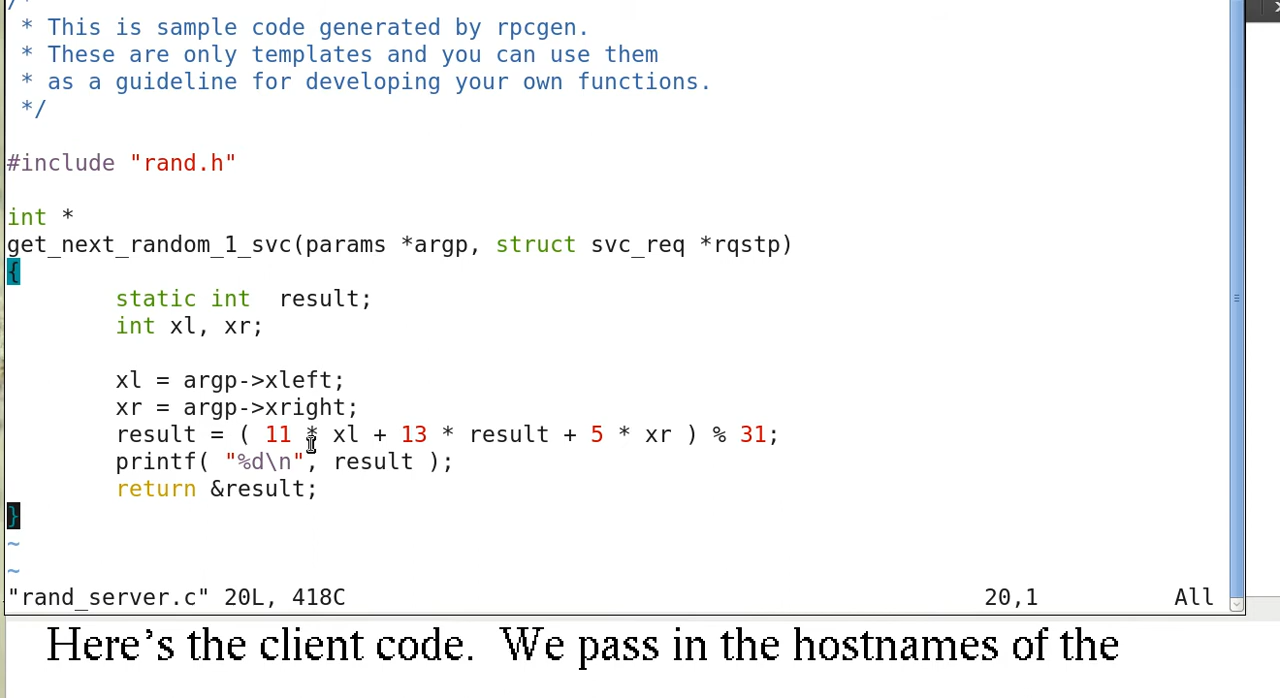 /*
 * This is sample code generated by rpcgen.
 * These are only templates and you can use them
 * as a guideline for developing your own functions.
 */
#include "rand.h"
int *
get_next_random_1_svc(params *argp, struct svc_req *rqstp)
{
        static int  result;
        int xl, xr;
        xl = argp->xleft;
        xr = argp->xright;
        result = ( 11 * xl + 13 * result + 5 * xr ) % 31;
        printf( "%d\n", result );
        return &result;
}
~
~
"rand_server.c" 20L, 418C 20,1 All
Here’s the client code.  We pass in the hostnames of the